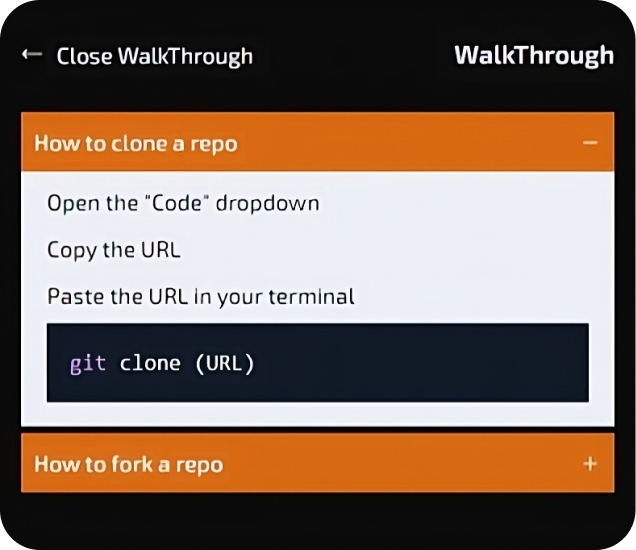 ← Close WalkThrough WalkThrough
How to clone a repo −
Open the "Code" dropdown
Copy the URL
Paste the URL in your terminal
git clone (URL)
How to fork a repo +